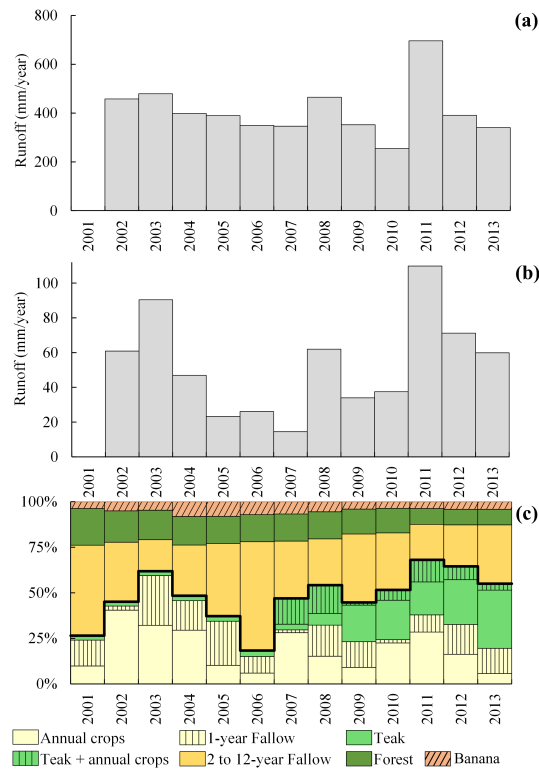 (a)
800
600
400
200
0
Runoff (mm/year)
2001 2002 2003 2004 2005 2006 2007 2008 2009 2010 2011 2012 2013
(b)
100
80
60
40
20
0
Runoff (mm/year)
2001 2002 2003 2004 2005 2006 2007 2008 2009 2010 2011 2012 2013
100%
(c)
75%
50%
25%
0%
2001 2002 2003 2004 2005 2006 2007 2008 2009 2010 2011 2012 2013
Annual crops 1-year Fallow Teak
Teak + annual crops 2 to 12-year Fallow Forest Banana